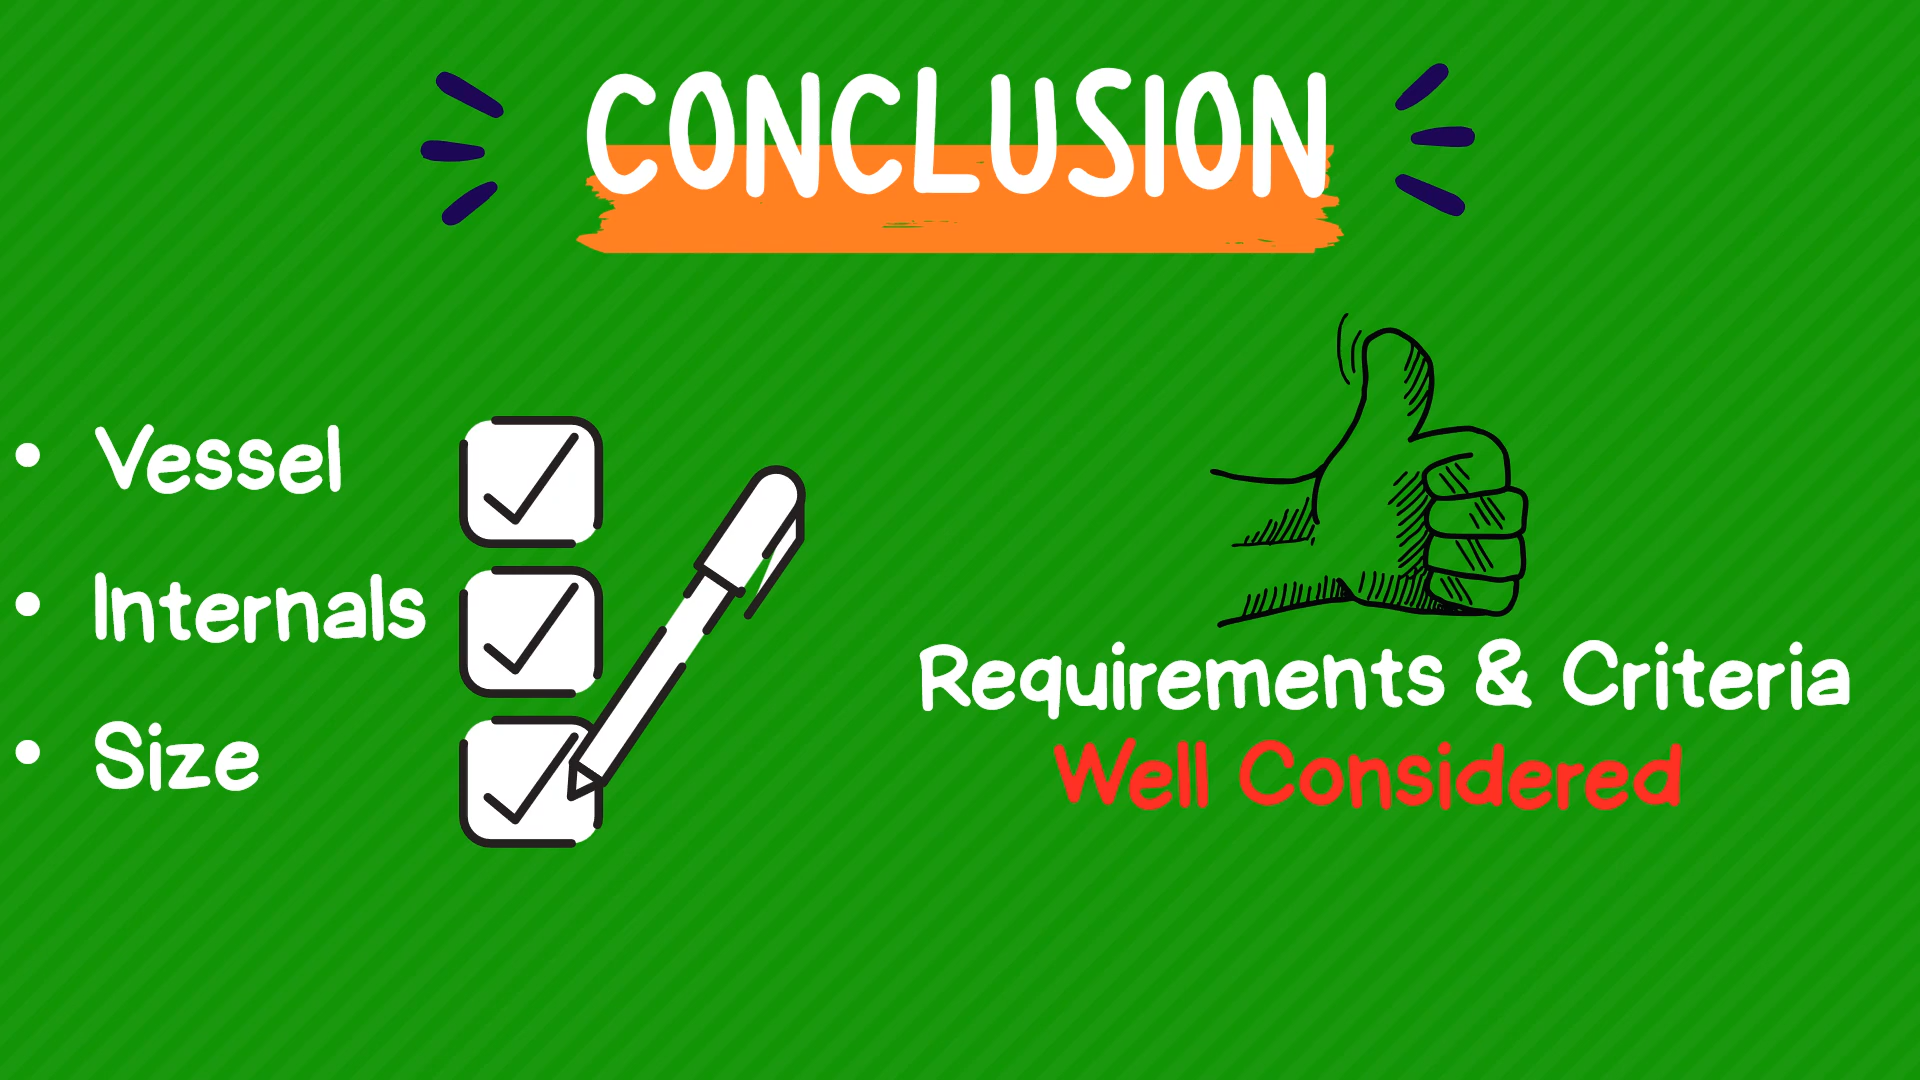 CONCLUSION
• Vessel
• Internals
• Size
Requirements & Criteria
Well Considered